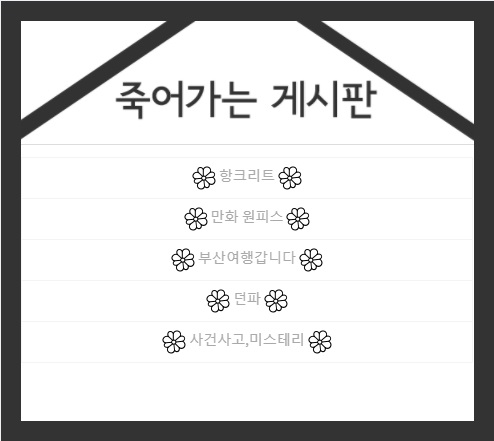 죽어가는 게시판
항크리트
만화 원피스
부산여행갑니다
던파
사건사고,미스테리